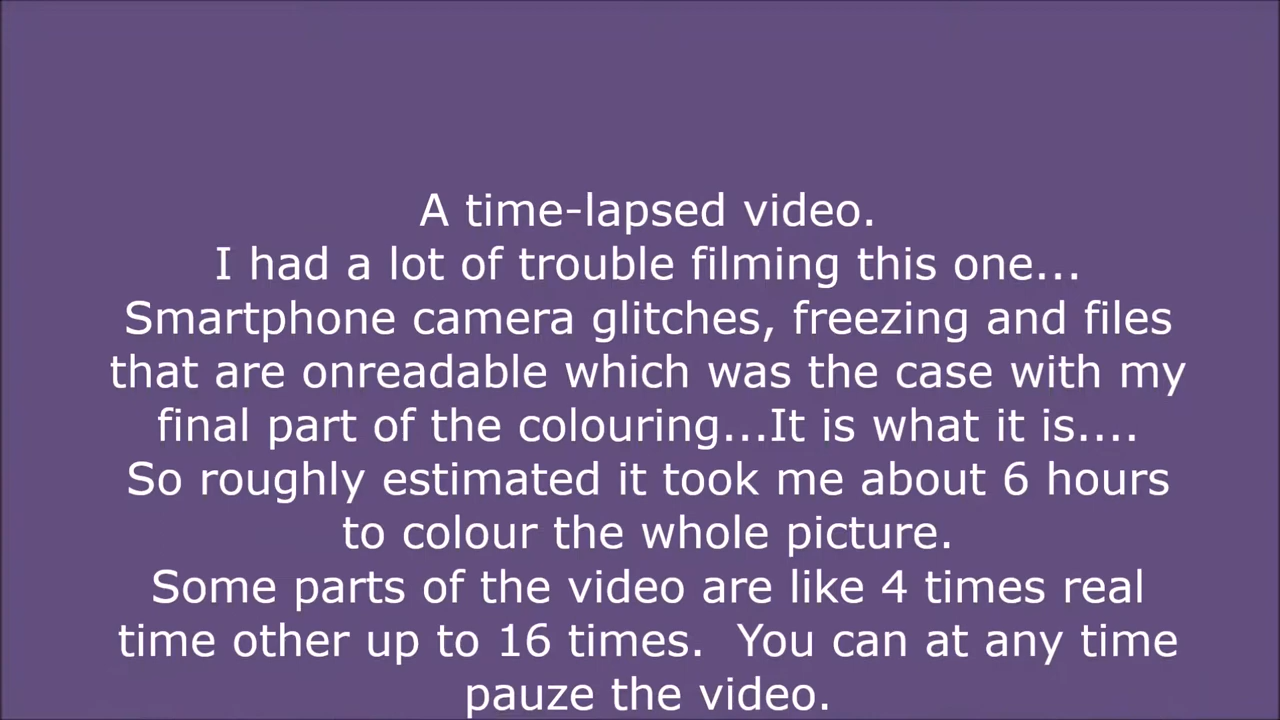 A time-lapsed video.
I had a lot of trouble filming this one...
Smartphone camera glitches, freezing and files
that are onreadable which was the case with my
final part of the colouring...It is what it is....
So roughly estimated it took me about 6 hours
to colour the whole picture.
Some parts of the video are like 4 times real
time other up to 16 times.  You can at any time
pauze the video.